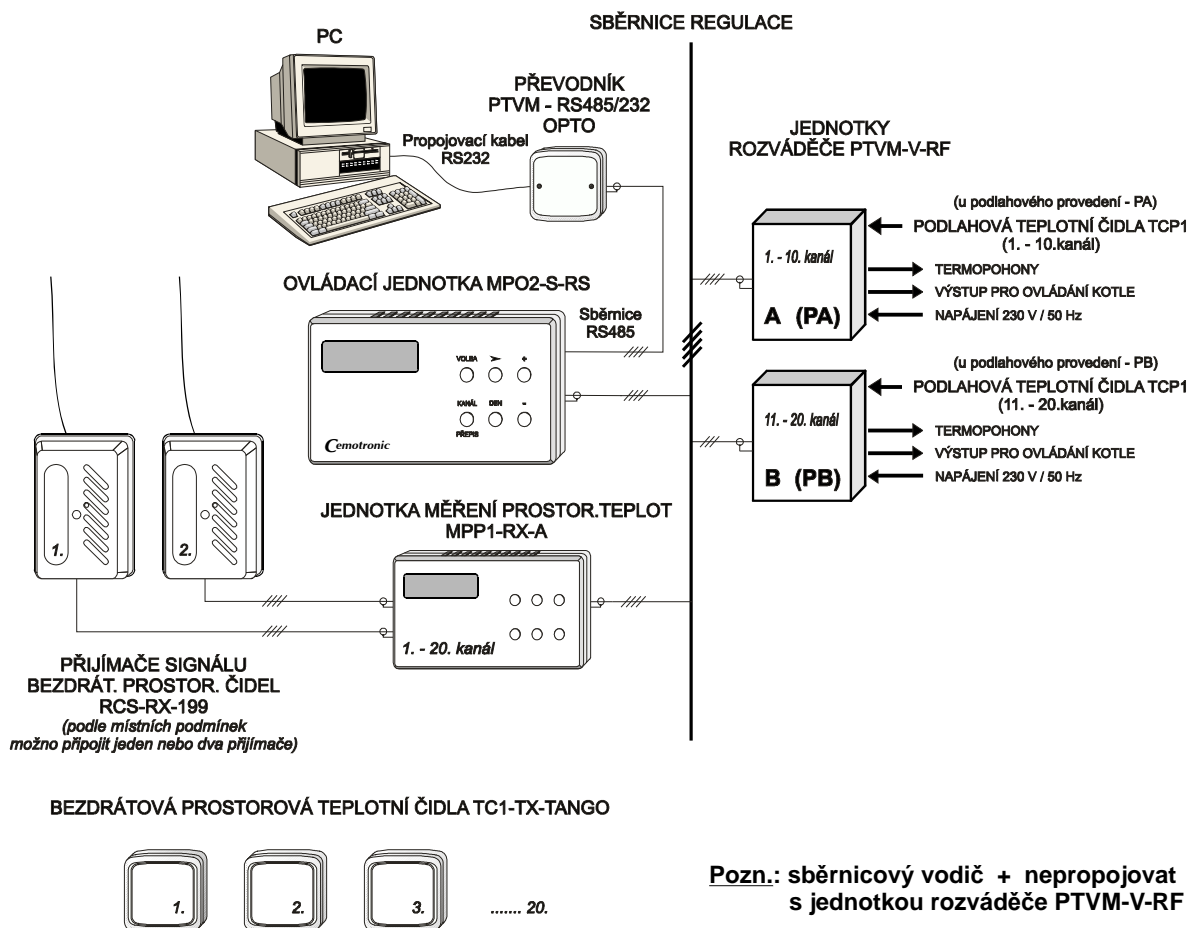 SBĚRNICE REGULACE
PC
PŘEVODNÍK
PTVM - RS485/232
OPTO
Propojovací kabel
RS232
JEDNOTKY
ROZVÁDĚČE PTVM-V-RF
(u podlahového provedení - PA)
PODLAHOVÁ TEPLOTNÍ ČIDLA TCP1
(1. - 10.kanál)
1. - 10. kanál
TERMOPOHONY
VÝSTUP PRO OVLÁDÁNÍ KOTLE
A (PA)
NAPÁJENÍ 230 V / 50 Hz
OVLÁDACÍ JEDNOTKA MPO2-S-RS
Sběrnice
RS485
VOLBA ➢ +
KANÁL DEN -
PŘEPIS
Cemotronic
(u podlahového provedení - PB)
PODLAHOVÁ TEPLOTNÍ ČIDLA TCP1
(11. - 20.kanál)
11. - 20. kanál
TERMOPOHONY
VÝSTUP PRO OVLÁDÁNÍ KOTLE
B (PB)
NAPÁJENÍ 230 V / 50 Hz
JEDNOTKA MĚŘENÍ PROSTOR.TEPLOT
MPP1-RX-A
1. - 20. kanál
1.
2.
PŘIJÍMAČE SIGNÁLU
BEZDRÁT. PROSTOR. ČIDEL
RCS-RX-199
(podle místních podmínek
možno připojit jeden nebo dva přijímače)
BEZDRÁTOVÁ PROSTOROVÁ TEPLOTNÍ ČIDLA TC1-TX-TANGO
1. 2. 3. ....... 20.
Pozn.: sběrnicový vodič + nepropojovat
s jednotkou rozváděče PTVM-V-RF